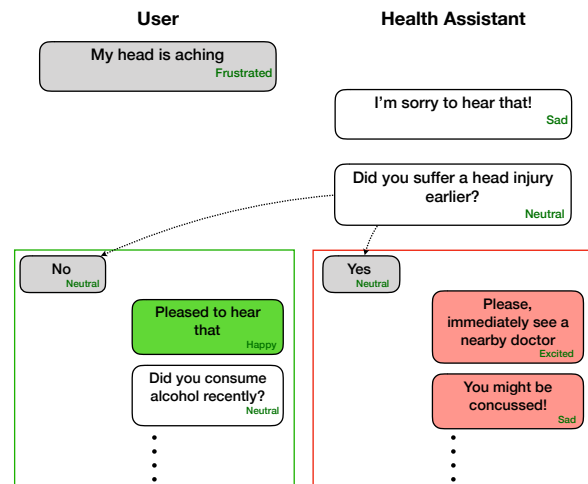 User
Health Assistant
My head is aching
Frustrated
I'm sorry to hear that!
Sad
Did you suffer a head injury
earlier?
Neutral
No
Neutral
Pleased to hear
that
Happy
Did you consume
alcohol recently?
Neutral
Yes
Neutral
Please,
immediately see a
nearby doctor
Excited
You might be
concussed!
Sad